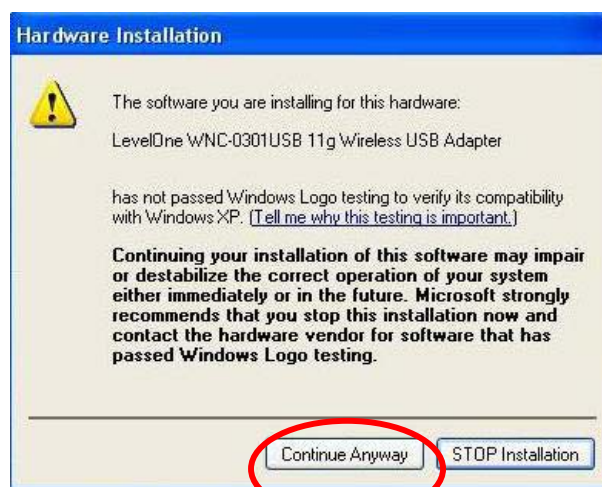 Hardware Installation
The software you are installing for this hardware:
LevelOne WNC-0301USB 11g Wireless USB Adapter
has not passed Windows Logo testing to verify its compatibility
with Windows XP. (Tell me why this testing is important.)
Continuing your installation of this software may impair
or destabilize the correct operation of your system
either immediately or in the future. Microsoft strongly
recommends that you stop this installation now and
contact the hardware vendor for software that has
passed Windows Logo testing.
Continue Anyway STOP Installation